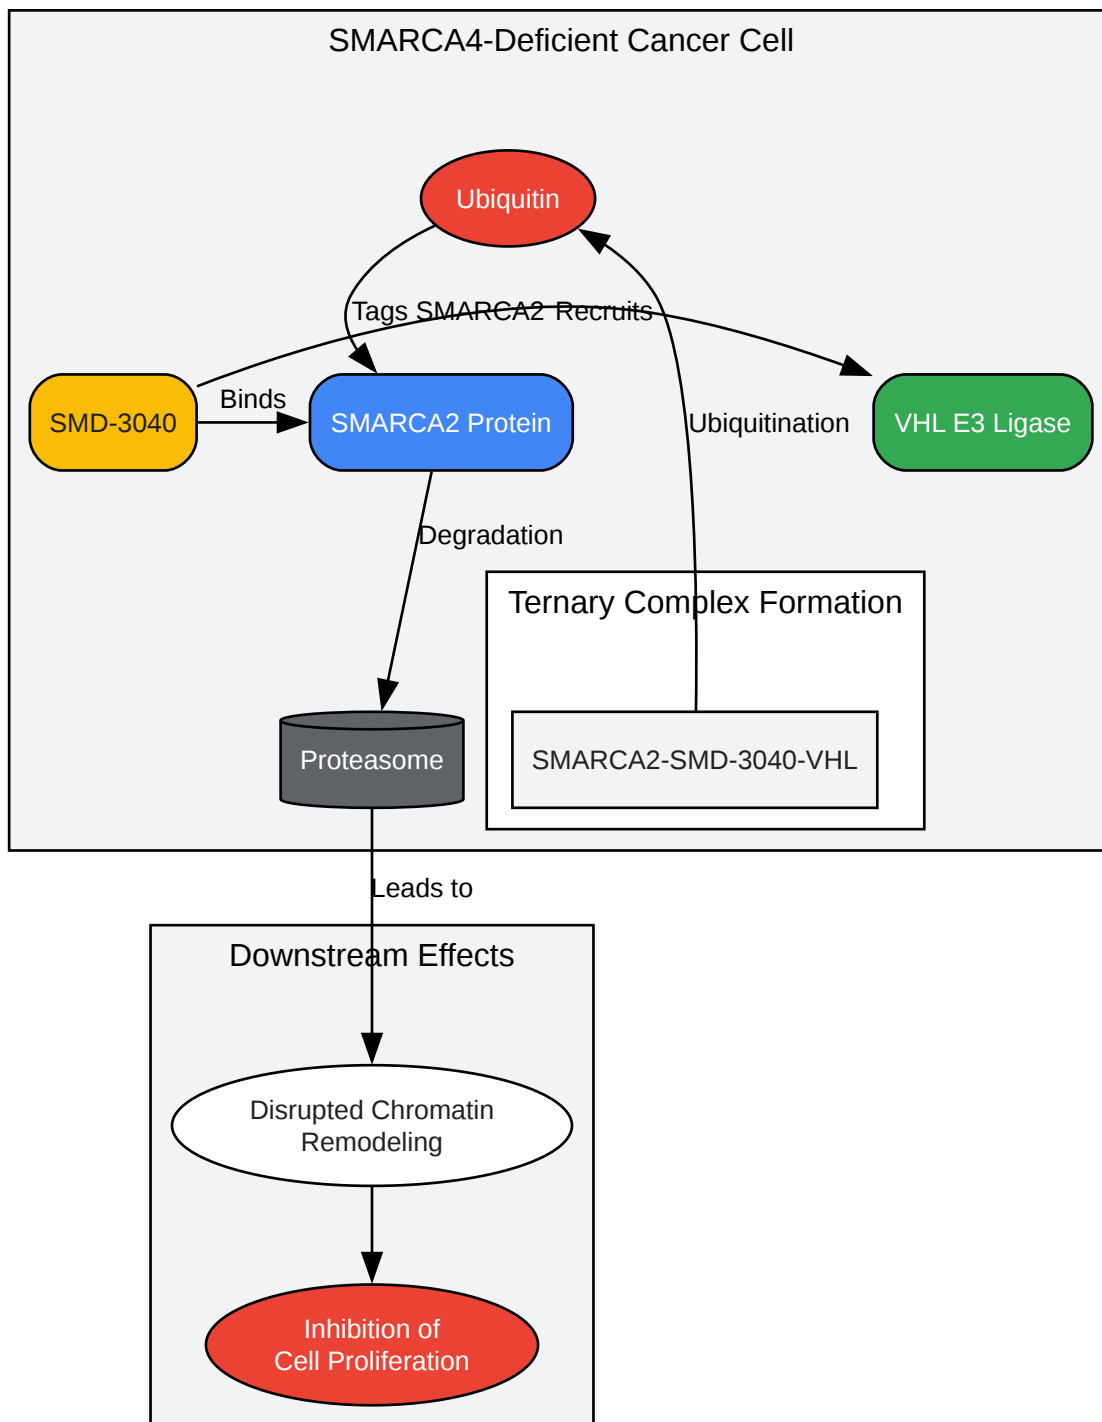 SMARCA4-Deficient Cancer Cell
Ubiquitin
Tags SMARCA2
Recruits
SMD-3040
Binds
SMARCA2 Protein
Ubiquitination
VHL E3 Ligase
Degradation
Ternary Complex Formation
Proteasome
SMARCA2-SMD-3040-VHL
Leads to
Downstream Effects
Disrupted Chromatin
Remodeling
Inhibition of
Cell Proliferation